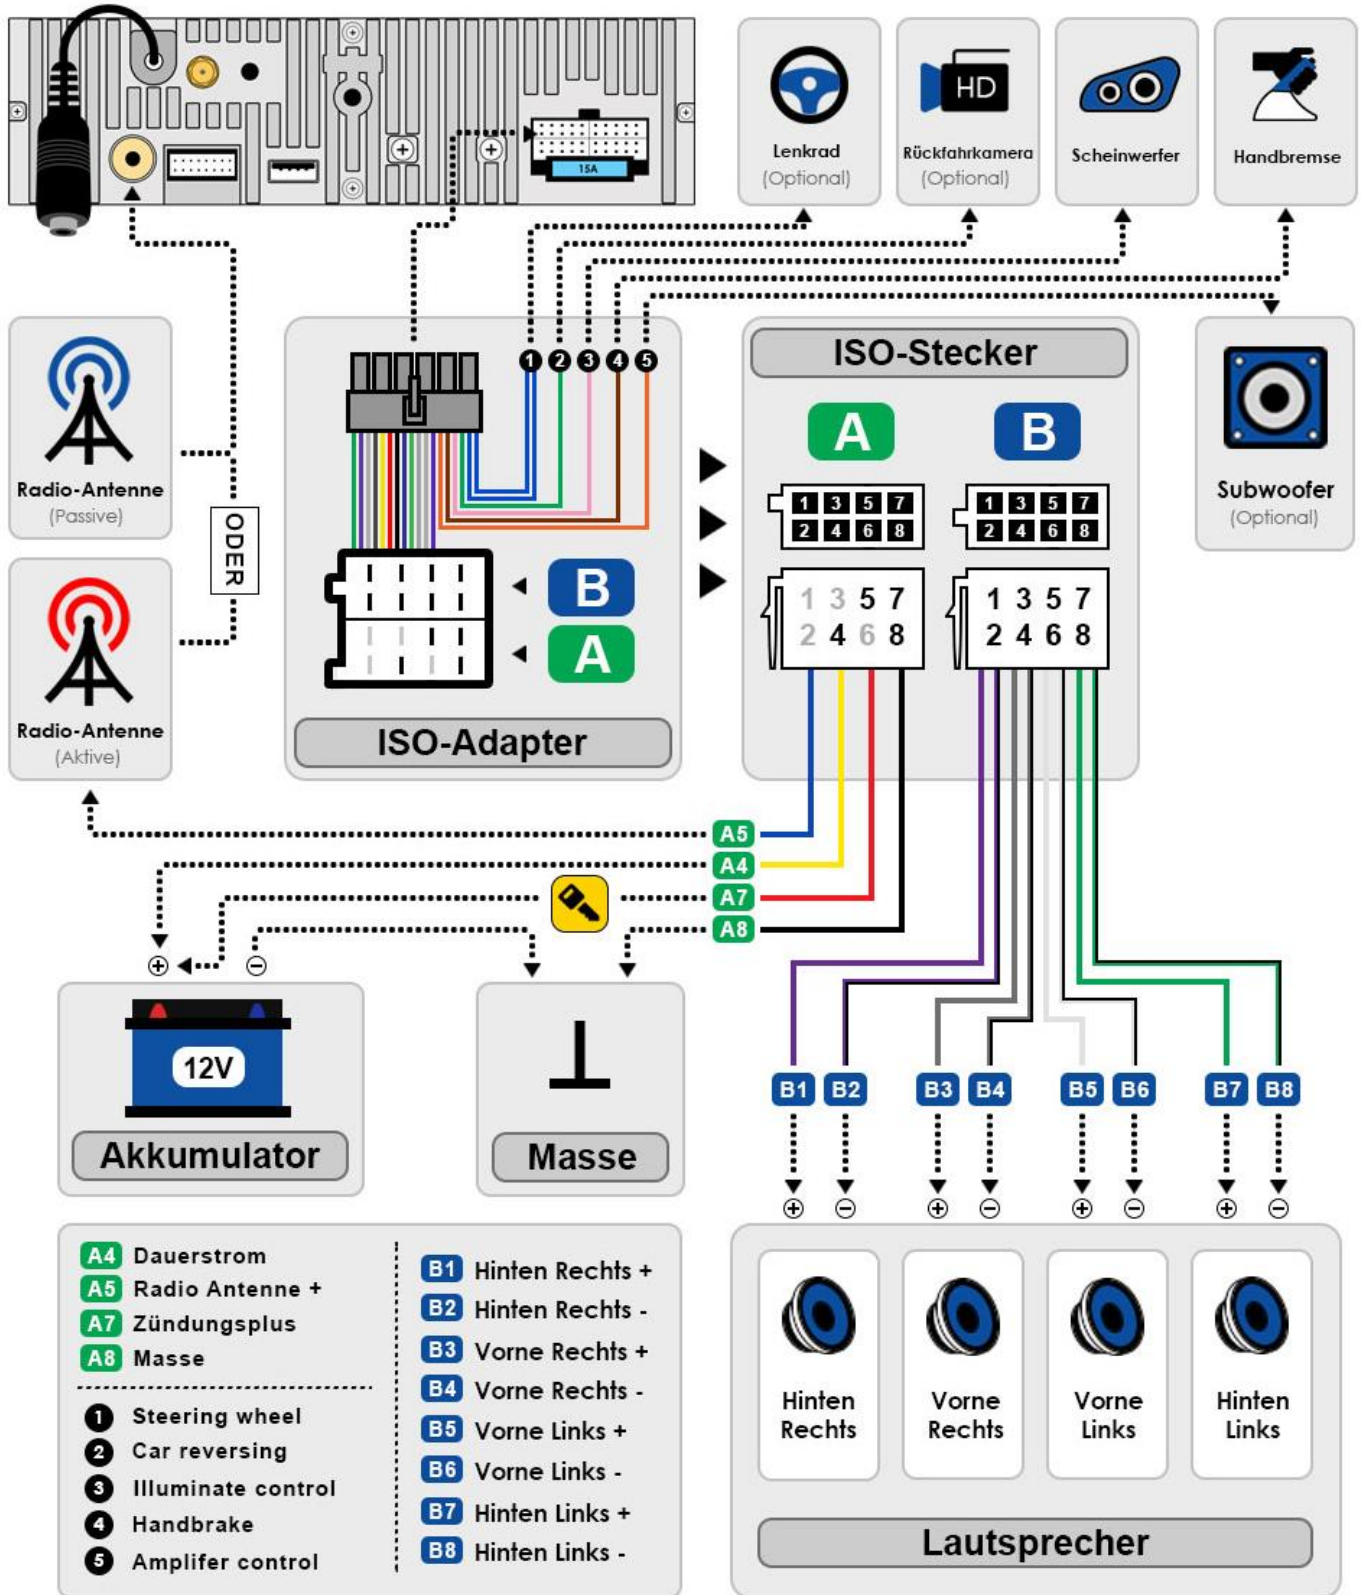 15A
Lenkrad
(Optional)
HD
Rückfahrkamera
(Optional)
Scheinwerfer
Handbremse
Radio-Antenne
(Passive)
ODER
Radio-Antenne
(Aktive)
1 2 3 4 5
B
A
ISO-Adapter
ISO-Stecker
A B
1 3 5 7
2 4 6 8
1 3 5 7
2 4 6 8
1 3 5 7
2 4 6 8
1 3 5 7
2 4 6 8
Subwoofer
(Optional)
A5
A4
A7
A8
+ −
12V
Akkumulator
Masse
B1 B2 B3 B4 B5 B6 B7 B8
+ − + − + − + −
A4 Dauerstrom
A5 Radio Antenne +
A7 Zündungsplus
A8 Masse
1 Steering wheel
2 Car reversing
3 Illuminate control
4 Handbrake
5 Amplifer control
B1 Hinten Rechts +
B2 Hinten Rechts -
B3 Vorne Rechts +
B4 Vorne Rechts -
B5 Vorne Links +
B6 Vorne Links -
B7 Hinten Links +
B8 Hinten Links -
Hinten
Rechts
Vorne
Rechts
Vorne
Links
Hinten
Links
Lautsprecher